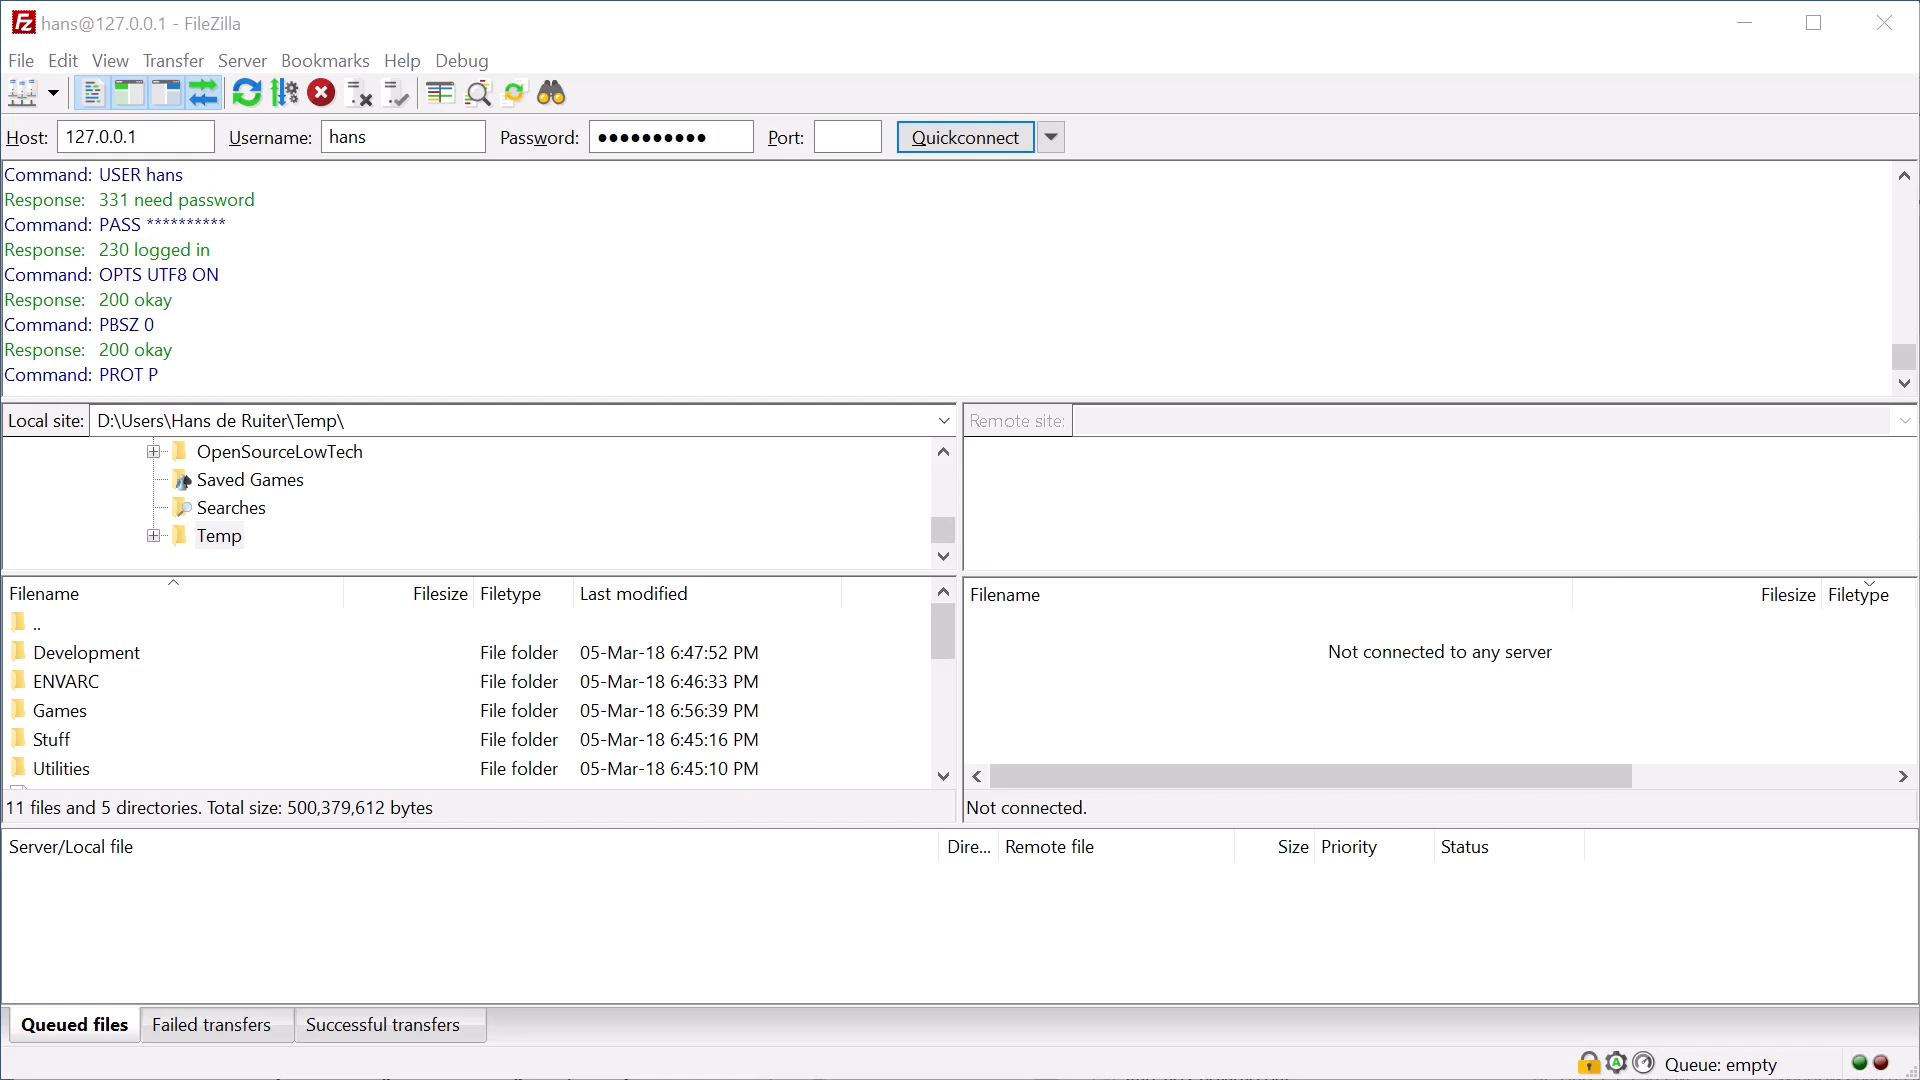 hans@127.0.0.1 - FileZilla
File Edit View Transfer Server Bookmarks Help Debug
Host: 127.0.0.1 Username: hans Password: ●●●●●●●●●● Port: Quickconnect
Command: USER hans
Response: 331 need password
Command: PASS **********
Response: 230 logged in
Command: OPTS UTF8 ON
Response: 200 okay
Command: PBSZ 0
Response: 200 okay
Command: PROT P
Local site: D:\Users\Hans de Ruiter\Temp\
OpenSourceLowTech
Saved Games
Searches
Temp
Filename Filesize Filetype Last modified
..
Development File folder 05-Mar-18 6:47:52 PM
ENVARC File folder 05-Mar-18 6:46:33 PM
Games File folder 05-Mar-18 6:56:39 PM
Stuff File folder 05-Mar-18 6:45:16 PM
Utilities File folder 05-Mar-18 6:45:10 PM
11 files and 5 directories. Total size: 500,379,612 bytes
Remote site:
Filename Filesize Filetype
Not connected to any server
Not connected.
Server/Local file Dire... Remote file Size Priority Status
Queued files Failed transfers Successful transfers
Queue: empty